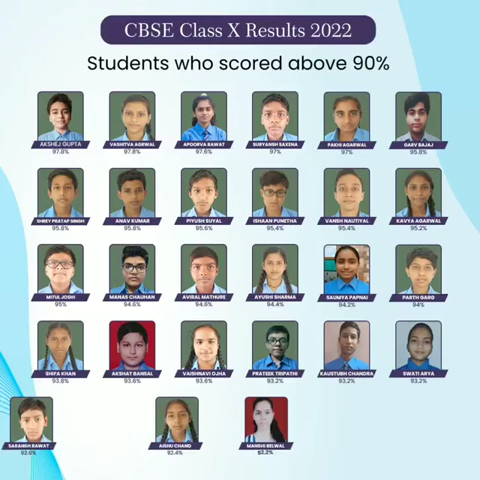 CBSE Class X Results 2022
Students who scored above 90%
AKSHEJ GUPTA VASHITVA AGRWAL APOORVA RAWAT SURYANSH SAXENA PAKHI AGARWAL GARV BAJAJ
97.8% 97.6% 97.6% 97% 97% 95.8%
SHREY PRATAP SINGH ANAV KUMAR PIYUSH SUYAL ISHAAN PUNETHA VANSH NAUTIYAL KAVYA AGARWAL
95.8% 95.8% 95.6% 95.4% 95.4% 95.2%
MITUL JOSHI MANAS CHAUHAN AVIRAL MATHURE AYUSHI SHARMA SAUMYA PAPNAI PARTH GARG
95% 94.6% 94.6% 94.4% 94.2% 94%
SHIFA KHAN AKSHAT BANSAL VAISHNAVI OJHA PRATEEK TRIPATHI KAUSTUBH CHANDRA SWATI ARYA
93.8% 93.6% 93.6% 93.2% 93.2% 93.2%
SARANSH RAWAT AISHU CHAND MANSHI BELWAL
92.6% 92.4% 92.2%